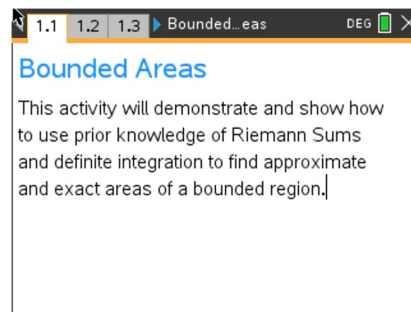 1.1 1.2 1.3 Bounded...eas DEG
Bounded Areas
This activity will demonstrate and show how
to use prior knowledge of Riemann Sums
and definite integration to find approximate
and exact areas of a bounded region.